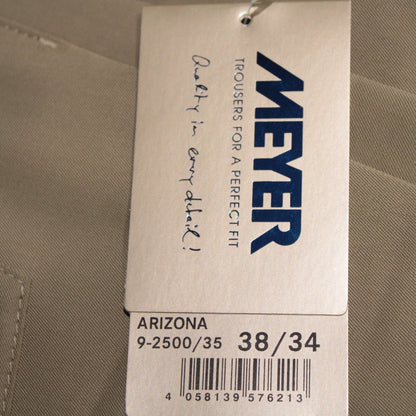 MEYER
TROUSERS FOR A PERFECT FIT
Quality in every detail!
ARIZONA
9-2500/35 38/34
4 058139 576213